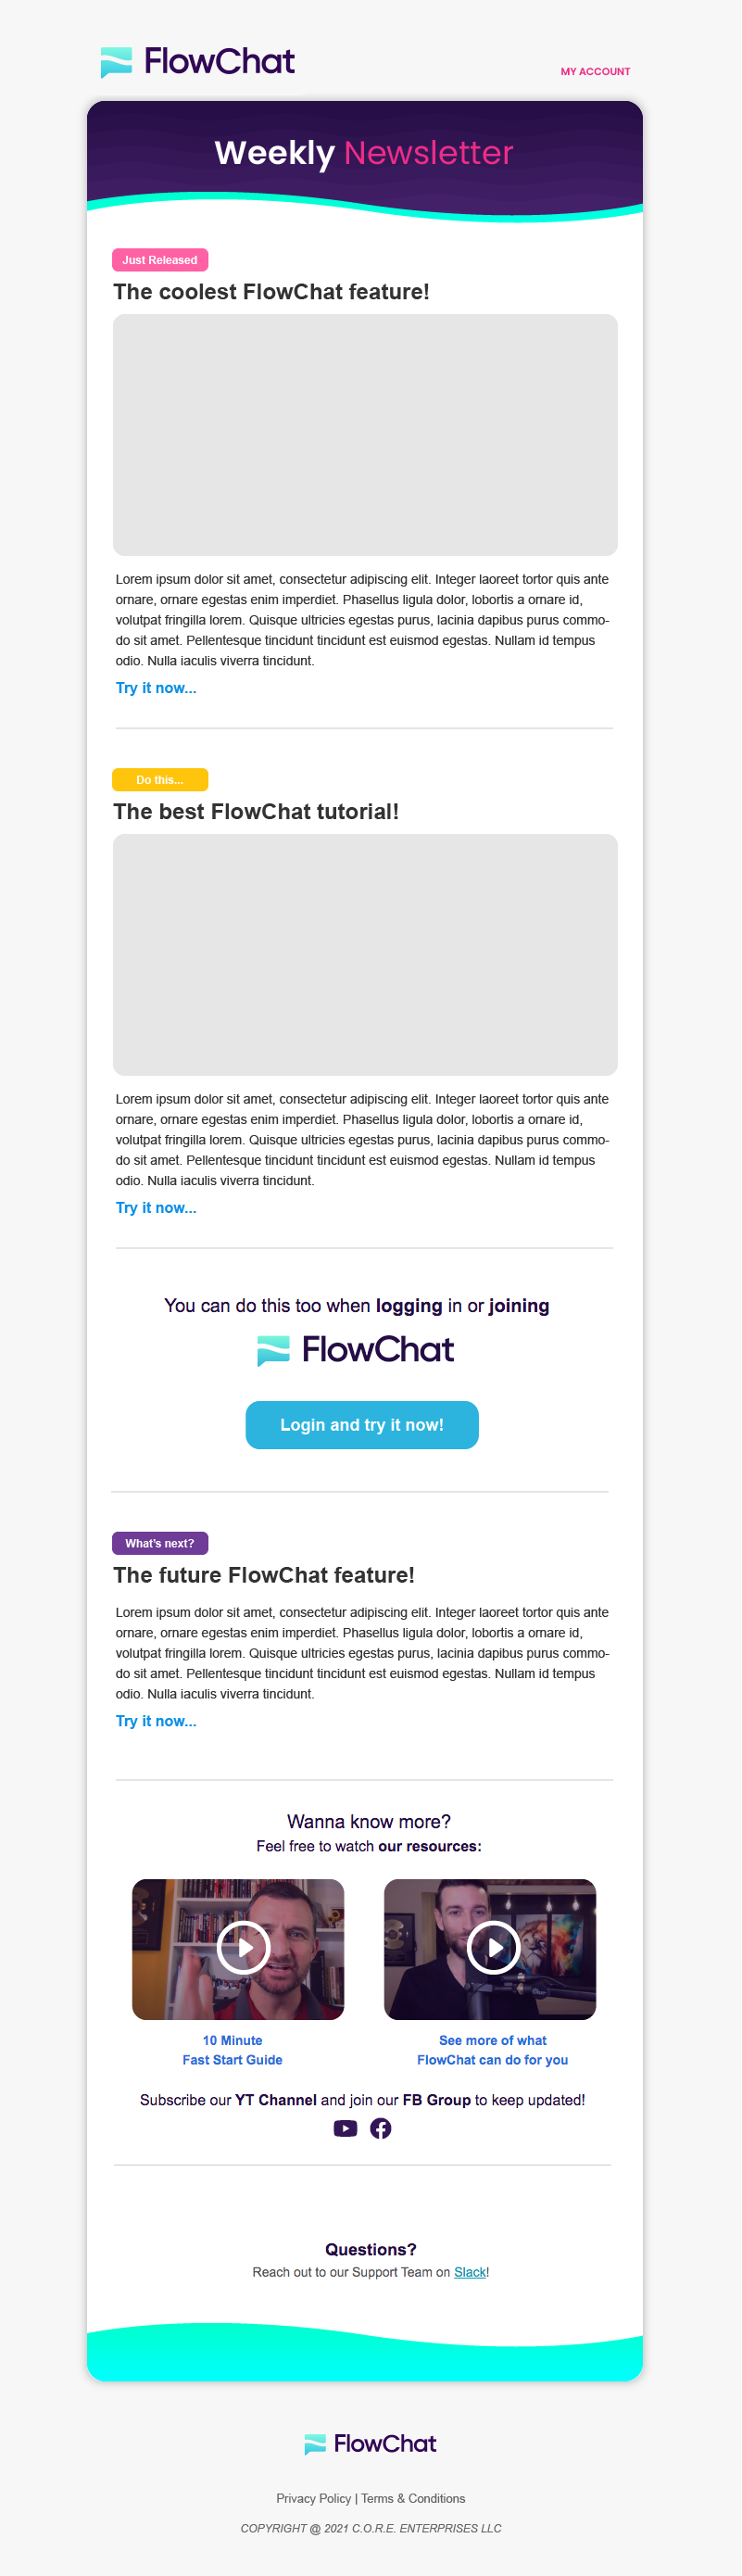 FlowChat
MY ACCOUNT
Weekly Newsletter
Just Released
The coolest FlowChat feature!
Lorem ipsum dolor sit amet, consectetur adipiscing elit. Integer laoreet tortor quis ante
ornare, ornare egestas enim imperdiet. Phasellus ligula dolor, lobortis a ornare id,
volutpat fringilla lorem. Quisque ultricies egestas purus, lacinia dapibus purus commo-
do sit amet. Pellentesque tincidunt tincidunt est euismod egestas. Nullam id tempus
odio. Nulla iaculis viverra tincidunt.
Try it now...
Do this...
The best FlowChat tutorial!
Lorem ipsum dolor sit amet, consectetur adipiscing elit. Integer laoreet tortor quis ante
ornare, ornare egestas enim imperdiet. Phasellus ligula dolor, lobortis a ornare id,
volutpat fringilla lorem. Quisque ultricies egestas purus, lacinia dapibus purus commo-
do sit amet. Pellentesque tincidunt tincidunt est euismod egestas. Nullam id tempus
odio. Nulla iaculis viverra tincidunt.
Try it now...
You can do this too when logging in or joining
FlowChat
Login and try it now!
What's next?
The future FlowChat feature!
Lorem ipsum dolor sit amet, consectetur adipiscing elit. Integer laoreet tortor quis ante
ornare, ornare egestas enim imperdiet. Phasellus ligula dolor, lobortis a ornare id,
volutpat fringilla lorem. Quisque ultricies egestas purus, lacinia dapibus purus commo-
do sit amet. Pellentesque tincidunt tincidunt est euismod egestas. Nullam id tempus
odio. Nulla iaculis viverra tincidunt.
Try it now...
Wanna know more?
Feel free to watch our resources:
10 Minute
Fast Start Guide
See more of what
FlowChat can do for you
Subscribe our YT Channel and join our FB Group to keep updated!
Questions?
Reach out to our Support Team on Slack!
FlowChat
Privacy Policy | Terms & Conditions
COPYRIGHT @ 2021 C.O.R.E. ENTERPRISES LLC